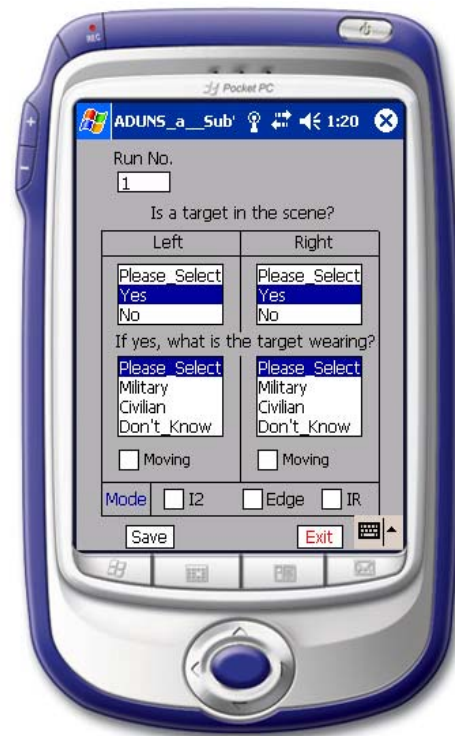 REC
Pocket PC
ADUNS_a__Sub' 1:20
Run No.
1
Is a target in the scene?
Left Right
Please_Select Please_Select
Yes Yes
No No
If yes, what is the target wearing?
Please_Select Please_Select
Military Military
Civilian Civilian
Don't_Know Don't_Know
Moving Moving
Mode I2 Edge IR
Save Exit